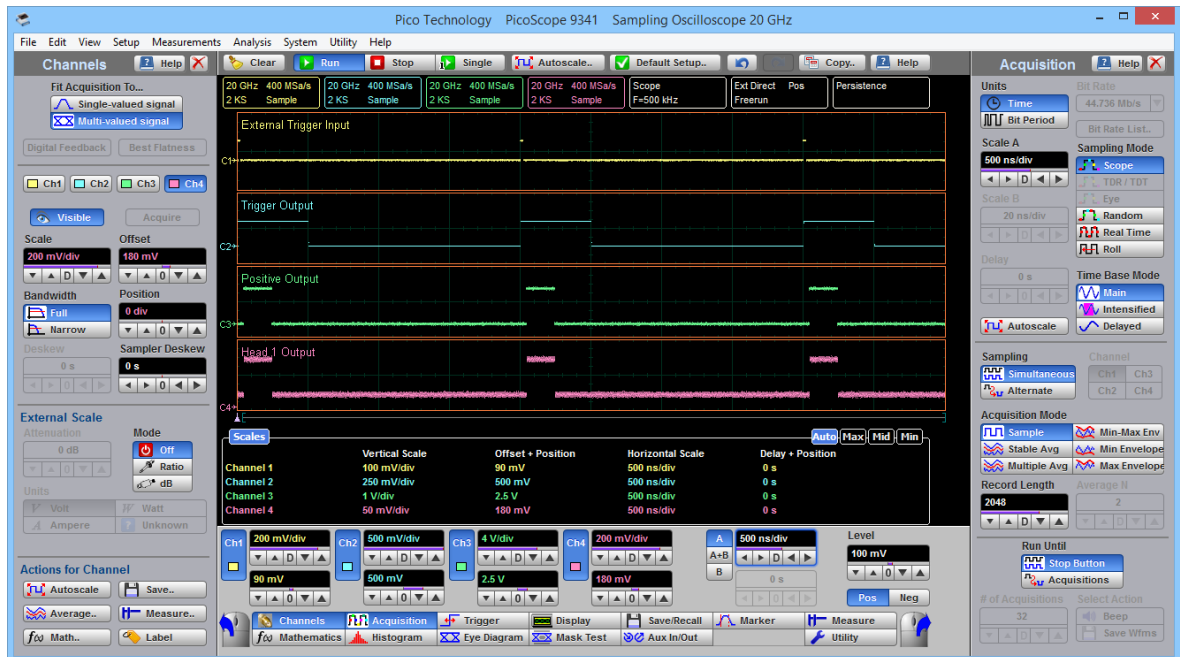 Pico Technology PicoScope 9341 Sampling Oscilloscope 20 GHz
File Edit View Setup Measurements Analysis System Utility Help
Channels Help
Clear Run Stop Single Autoscale.. Default Setup.. Copy.. Help
Acquisition Help
Fit Acquisition To...
Single-valued signal
Multi-valued signal
Digital Feedback Best Flatness
Ch1 Ch2 Ch3 Ch4
Visible Acquire
Scale Offset
200 mV/div 180 mV
D 0
Bandwidth Position
Full 0 div
Narrow 0
Deskew Sampler Deskew
0 s 0 s
0 0
External Scale
Attenuation Mode
0 dB Off
D Ratio
dB
Units
V Volt W Watt
A Ampere ? Unknown
Actions for Channel
Autoscale Save..
Average.. Measure..
f(x) Math.. Label
20 GHz 400 MSa/s 20 GHz 400 MSa/s 20 GHz 400 MSa/s 20 GHz 400 MSa/s Scope Ext Direct Pos Persistence
2 KS Sample 2 KS Sample 2 KS Sample 2 KS Sample F=500 kHz Freerun
External Trigger Input
C1
Trigger Output
C2
Positive Output
C3
Head 1 Output
C4
Scales Auto Max Mid Min
Vertical Scale Offset + Position Horizontal Scale Delay + Position
Channel 1 100 mV/div 90 mV 500 ns/div 0 s
Channel 2 250 mV/div 500 mV 500 ns/div 0 s
Channel 3 1 V/div 2.5 V 500 ns/div 0 s
Channel 4 50 mV/div 180 mV 500 ns/div 0 s
Ch1 200 mV/div Ch2 500 mV/div Ch3 4 V/div Ch4 200 mV/div A 500 ns/div Level
D D D D A+B D 100 mV
90 mV 500 mV 2.5 V 180 mV B 0 s 0
0 0 0 0 0 Pos Neg
Channels Acquisition Trigger Display Save/Recall Marker Measure
f(x) Mathematics Histogram Eye Diagram Mask Test Aux In/Out Utility
Units Bit Rate
Time 44.736 Mb/s
Bit Period Bit Rate List..
Scale A Sampling Mode
500 ns/div Scope
D TDR / TDT
Scale B Eye
20 ns/div Random
D Real Time
Roll
Delay
0 s Time Base Mode
0 Main
Intensified
Autoscale Delayed
Sampling Channel
Simultaneous Ch1 Ch3
Alternate Ch2 Ch4
Acquisition Mode
Sample Min-Max Env
Stable Avg Min Envelope
Multiple Avg Max Envelope
Record Length Average N
2048 2
D D
Run Until
Stop Button
Acquisitions
# of Acquisitions Select Action
32 Beep
D Save Wfms